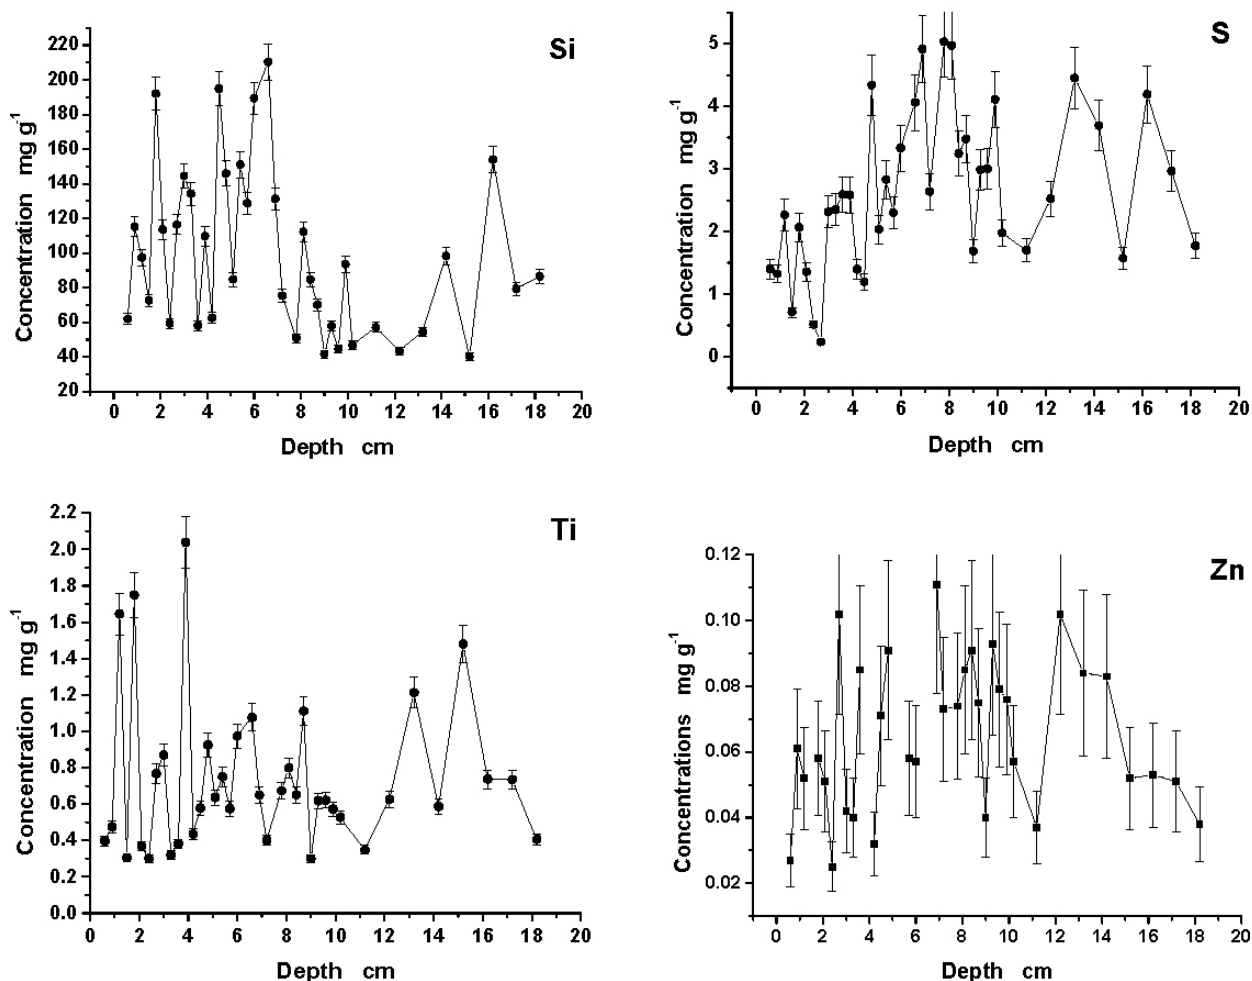 Si
Concentration mg g-1
220
200
180
160
140
120
100
80
60
40
20
0 2 4 6 8 10 12 14 16 18 20
Depth cm
S
Concentration mg g-1
5
4
3
2
1
0
0 2 4 6 8 10 12 14 16 18 20
Depth cm
Ti
Concentration mg g-1
2.2
2.0
1.8
1.6
1.4
1.2
1.0
0.8
0.6
0.4
0.2
0.0
0 2 4 6 8 10 12 14 16 18 20
Depth cm
Zn
Concentrations mg g-1
0.12
0.10
0.08
0.06
0.04
0.02
0 2 4 6 8 10 12 14 16 18 20
Depth cm